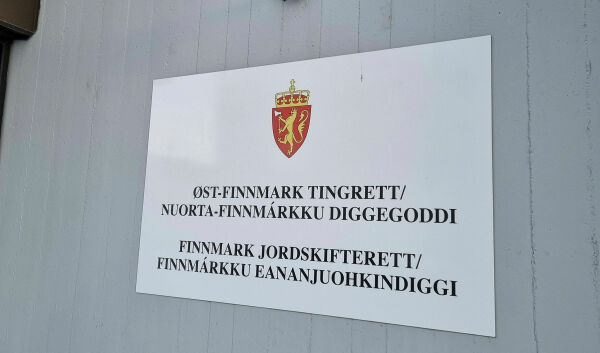 ØST-FINNMARK TINGRETT/
NUORTA-FINNMÁRKKU DIGGEGODDI
FINNMARK JORDSKIFTERETT/
FINNMÁRKKU EANANJUOHKINDIGGI